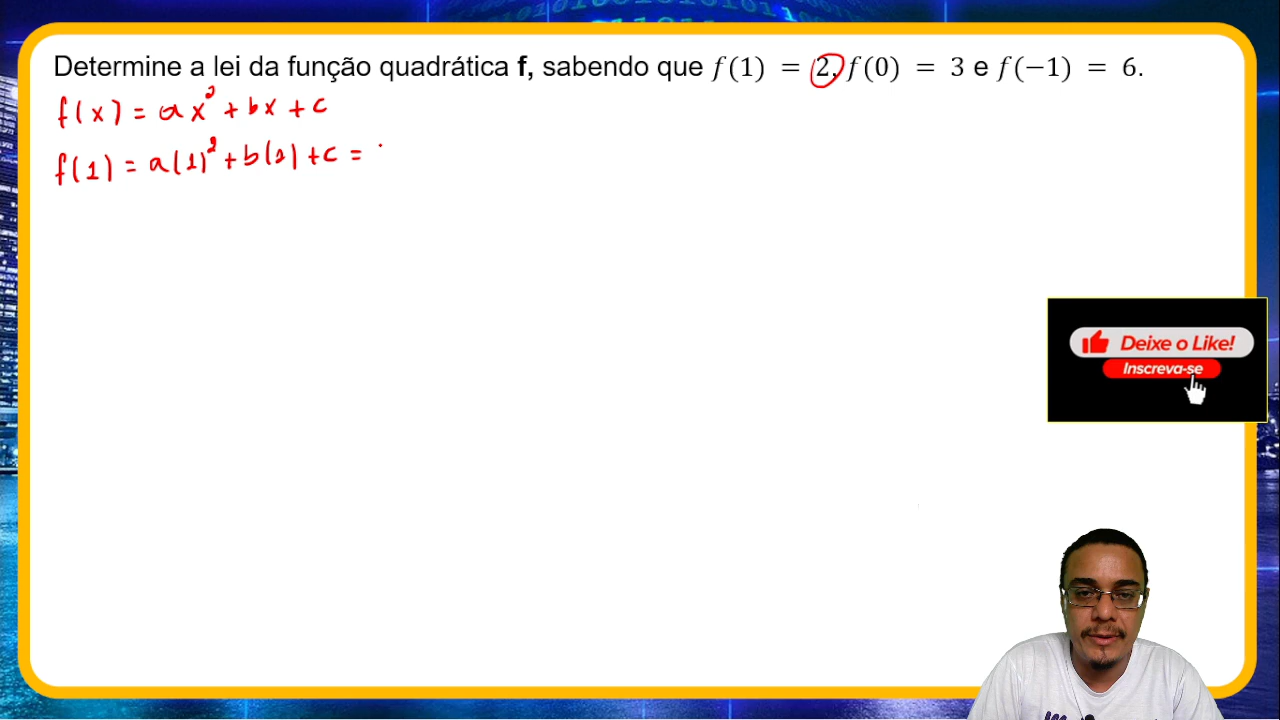 Determine a lei da função quadrática f, sabendo que f(1) = 2, f(0) = 3 e f(−1) = 6.
f(x) = ax² + bx + c
f(1) = a(1)² + b(1) + c =
Deixe o Like!
Inscreva-se